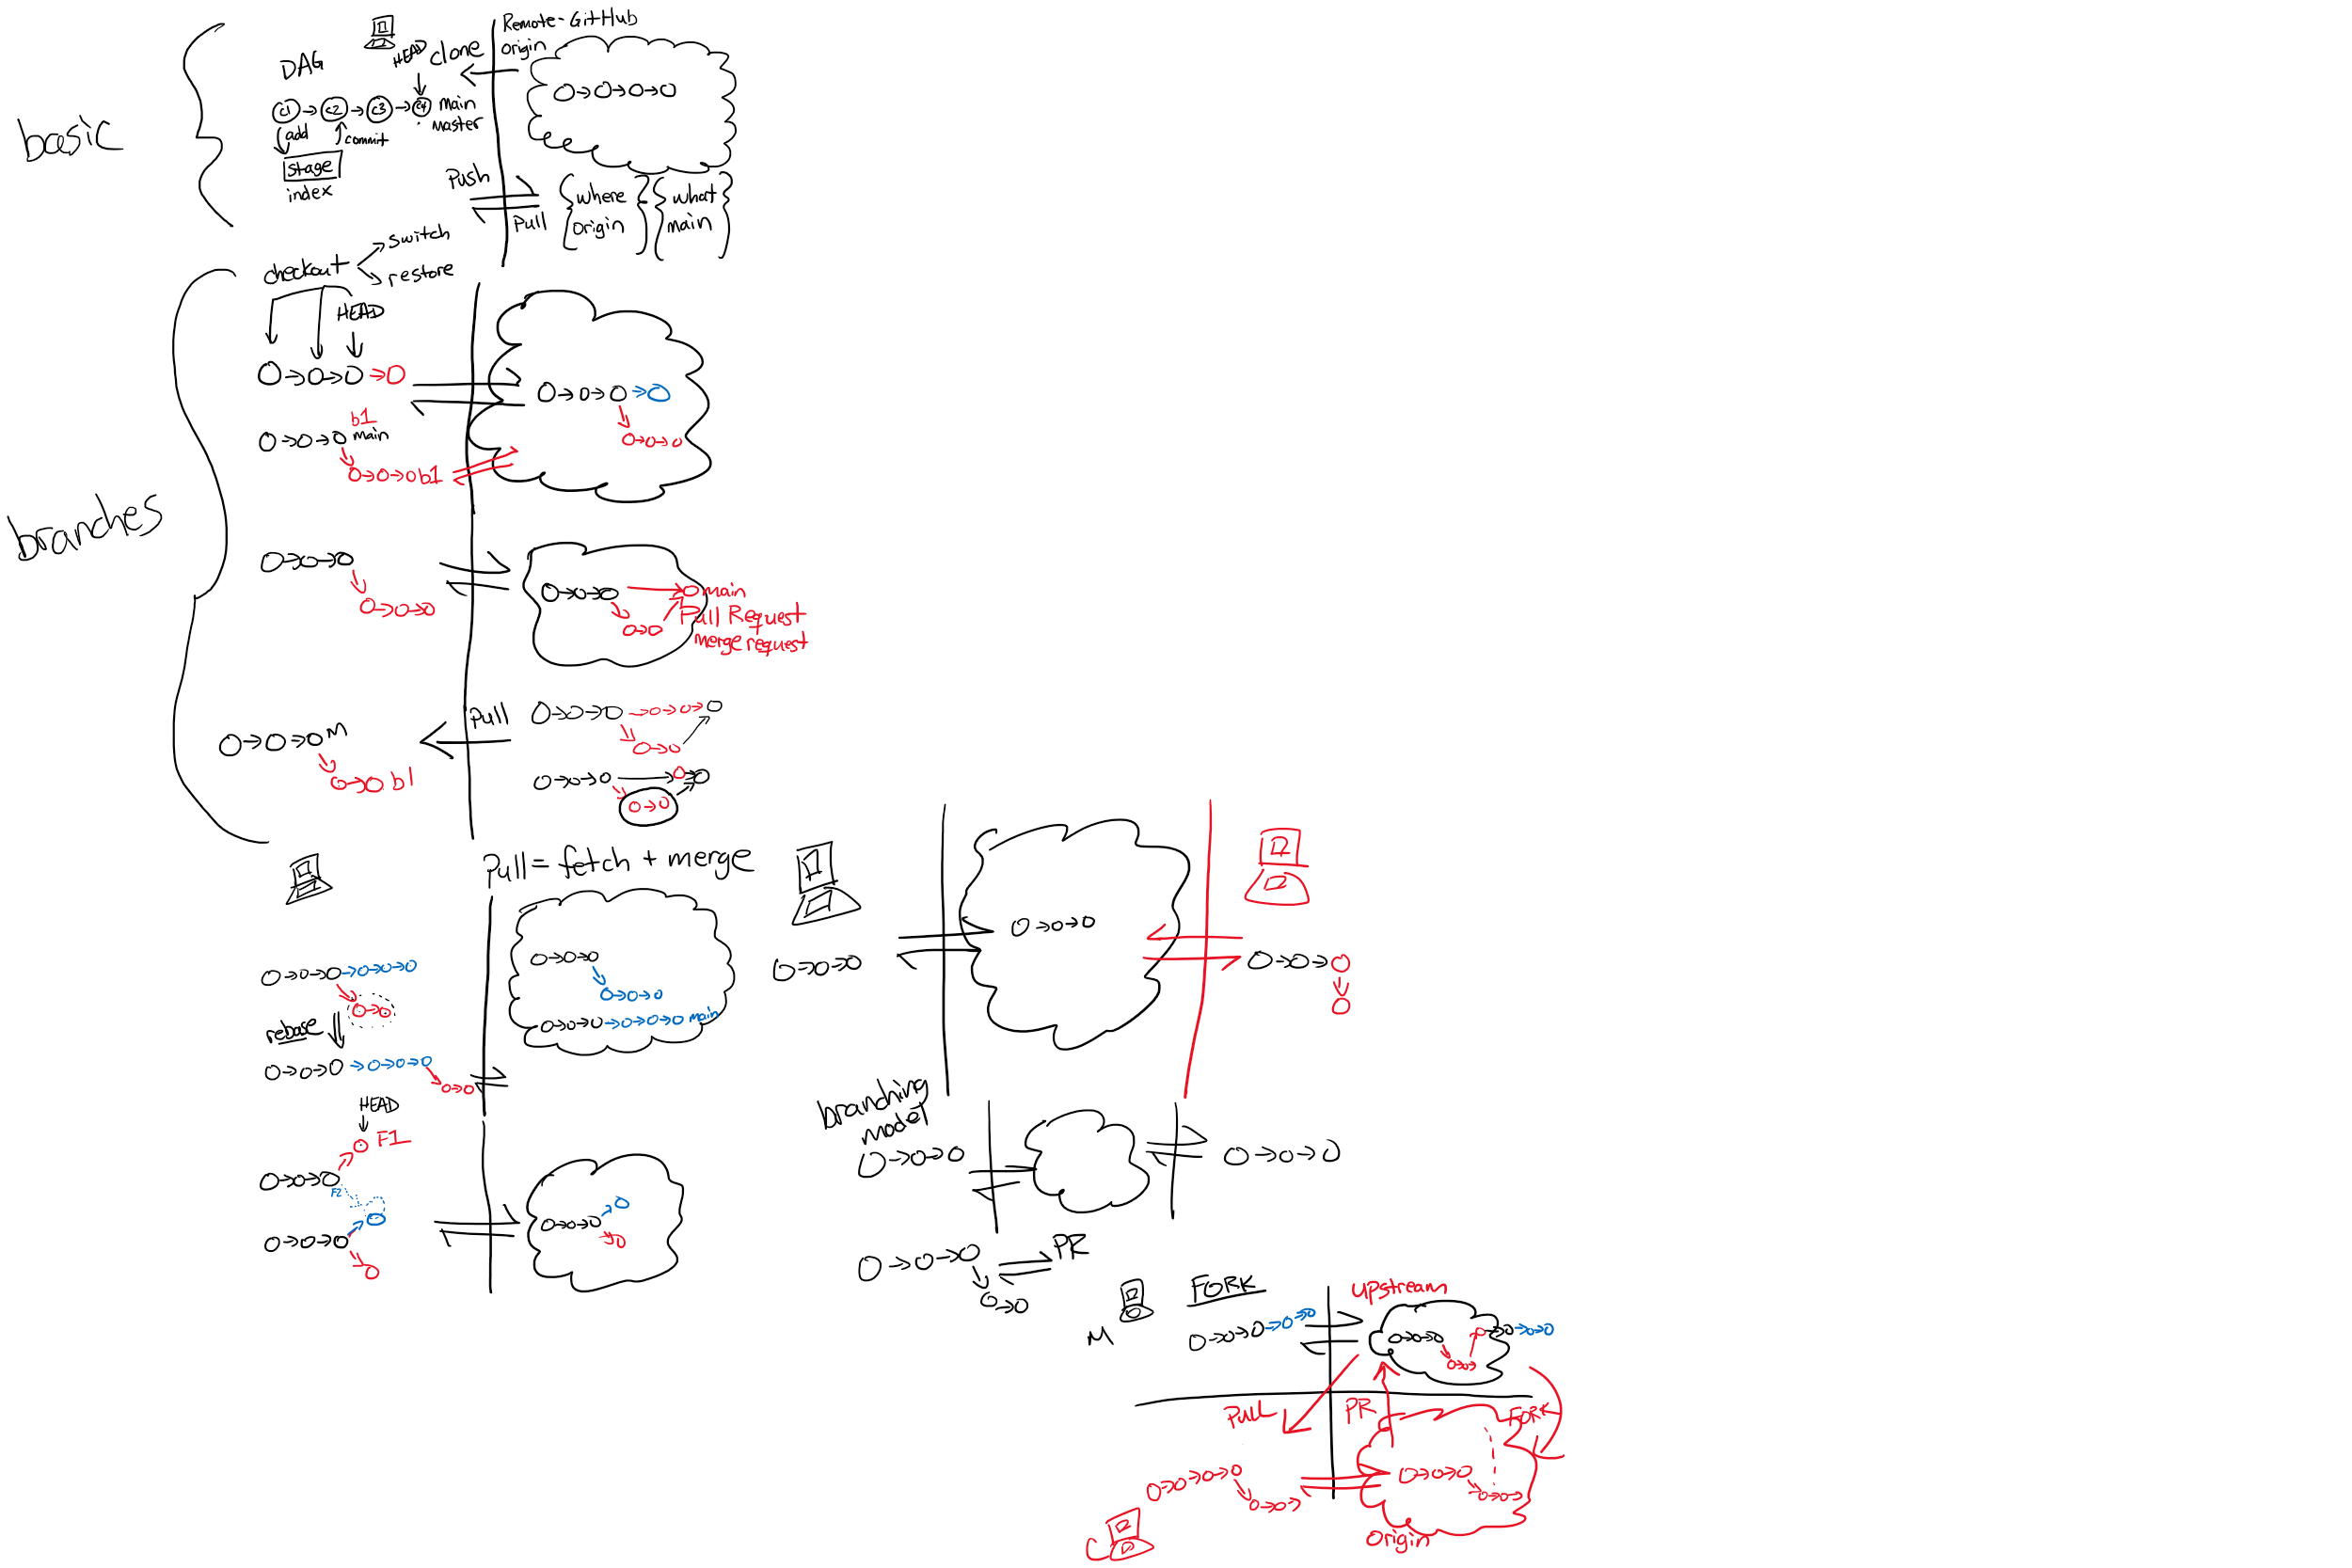 basic
DAG
HEAD
clone
Remote-GitHub
origin
C1
C2
C3
C4
main
master
add
commit
stage
index
Push
Pull
where
origin
what
main
checkout
switch
restore
HEAD
branches
b1
main
b1
main
Pull Request
merge request
Pull
M
b1
Pull = fetch + merge
rebase
main
HEAD
F1
F2
branching
model
PR
M
FORK
upstream
PULL
PR
FORK
C
origin